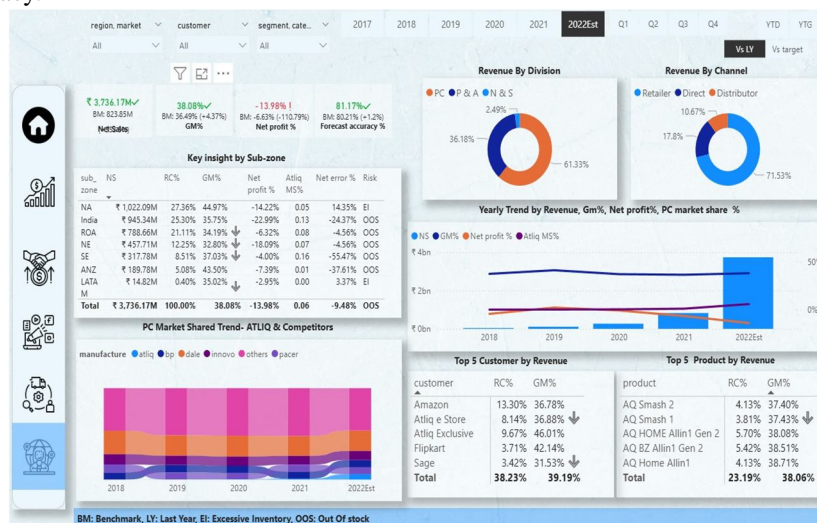 region, market
customer
segment, cate...
2017 2018 2019 2020 2021 2022Est Q1 Q2 Q3 Q4 YTD YTG
All All All
Vs LY Vs target
₹ 3,736.17M✓
BM: 823.85M
Net Sales
38.08%✓
BM: 36.49% (+4.37%)
GM%
-13.98% !
BM: -6.63% (-110.79%)
Net profit %
81.17%✓
BM: 80.21% (+1.2%)
Forecast accuracy %
Revenue By Division
PC P & A N & S
2.49%
36.18%
61.33%
Revenue By Channel
Retailer Direct Distributor
10.67%
17.8%
71.53%
Key insight by Sub-zone
sub_ zone NS RC% GM% Net profit % Atliq MS% Net error % Risk
NA ₹ 1,022.09M 27.36% 44.97% -14.22% 0.05 14.35% EI
India ₹ 945.34M 25.30% 35.75% -22.99% 0.13 -24.37% OOS
ROA ₹ 788.66M 21.11% 34.19% -6.32% 0.08 -4.56% OOS
NE ₹ 457.71M 12.25% 32.80% -18.09% 0.07 -4.56% OOS
SE ₹ 317.78M 8.51% 37.03% -4.00% 0.16 -55.47% OOS
ANZ ₹ 189.78M 5.08% 43.50% -7.39% 0.01 -37.61% OOS
LATA M ₹ 14.82M 0.40% 35.02% -2.95% 0.00 3.37% EI
Total ₹ 3,736.17M 100.00% 38.08% -13.98% 0.06 -9.48% OOS
Yearly Trend by Revenue, Gm%, Net profit%, PC market share %
NS GM% Net profit % Atliq MS%
₹ 4bn
₹ 2bn
₹ 0bn
50%
0%
2018 2019 2020 2021 2022Est
PC Market Shared Trend- ATLIQ & Competitors
manufacture atliq bp dale innovo others pacer
2018 2019 2020 2021 2022Est
Top 5 Customer by Revenue
customer RC% GM%
Amazon 13.30% 36.78%
Atliq e Store 8.14% 36.88%
Atliq Exclusive 9.67% 46.01%
Flipkart 3.71% 42.14%
Sage 3.42% 31.53%
Total 38.23% 39.19%
Top 5 Product by Revenue
product RC% GM%
AQ Smash 2 4.13% 37.40%
AQ Smash 1 3.81% 37.43%
AQ HOME Allin1 Gen 2 5.70% 38.08%
AQ BZ Allin1 Gen 2 5.42% 38.51%
AQ Home Allin1 4.13% 38.71%
Total 23.19% 38.06%
BM: Benchmark, LY: Last Year, EI: Excessive Inventory, OOS: Out Of stock